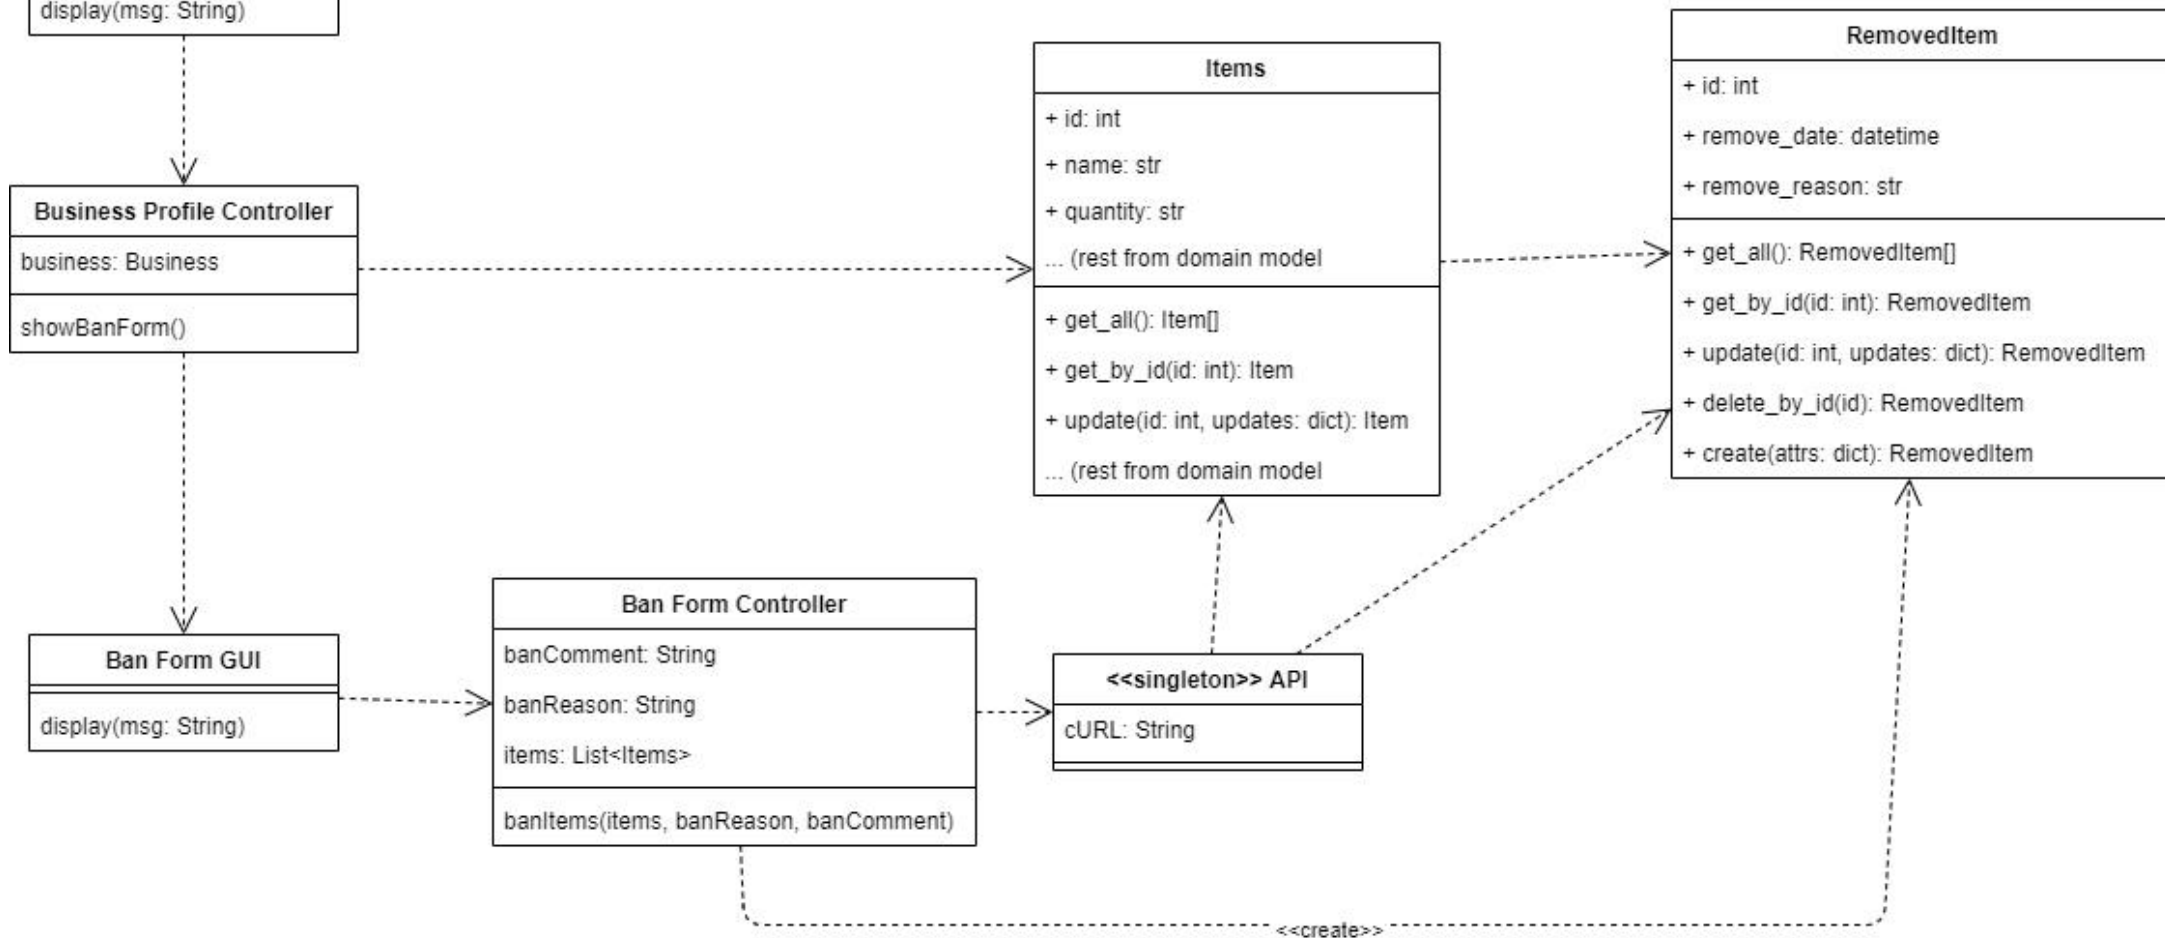 display(msg: String)
Business Profile Controller
business: Business
showBanForm()
Items
+ id: int
+ name: str
+ quantity: str
... (rest from domain model
+ get_all(): Item[]
+ get_by_id(id: int): Item
+ update(id: int, updates: dict): Item
... (rest from domain model
RemovedItem
+ id: int
+ remove_date: datetime
+ remove_reason: str
+ get_all(): RemovedItem[]
+ get_by_id(id: int): RemovedItem
+ update(id: int, updates: dict): RemovedItem
+ delete_by_id(id): RemovedItem
+ create(attrs: dict): RemovedItem
Ban Form GUI
display(msg: String)
Ban Form Controller
banComment: String
banReason: String
items: List<Items>
banItems(items, banReason, banComment)
<<singleton>> API
cURL: String
<<create>>